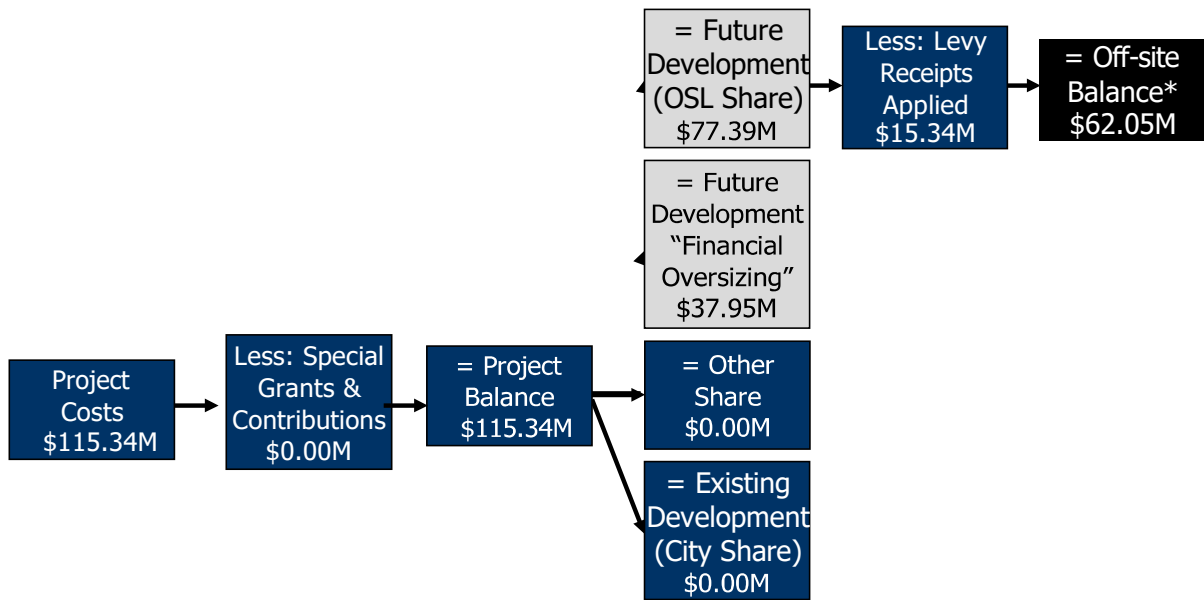 Project
Costs
$115.34M
Less: Special
Grants &
Contributions
$0.00M
= Project
Balance
$115.34M
= Future
Development
(OSL Share)
$77.39M
Less: Levy
Receipts
Applied
$15.34M
= Off-site
Balance*
$62.05M
= Future
Development
“Financial
Oversizing”
$37.95M
= Other
Share
$0.00M
= Existing
Development
(City Share)
$0.00M